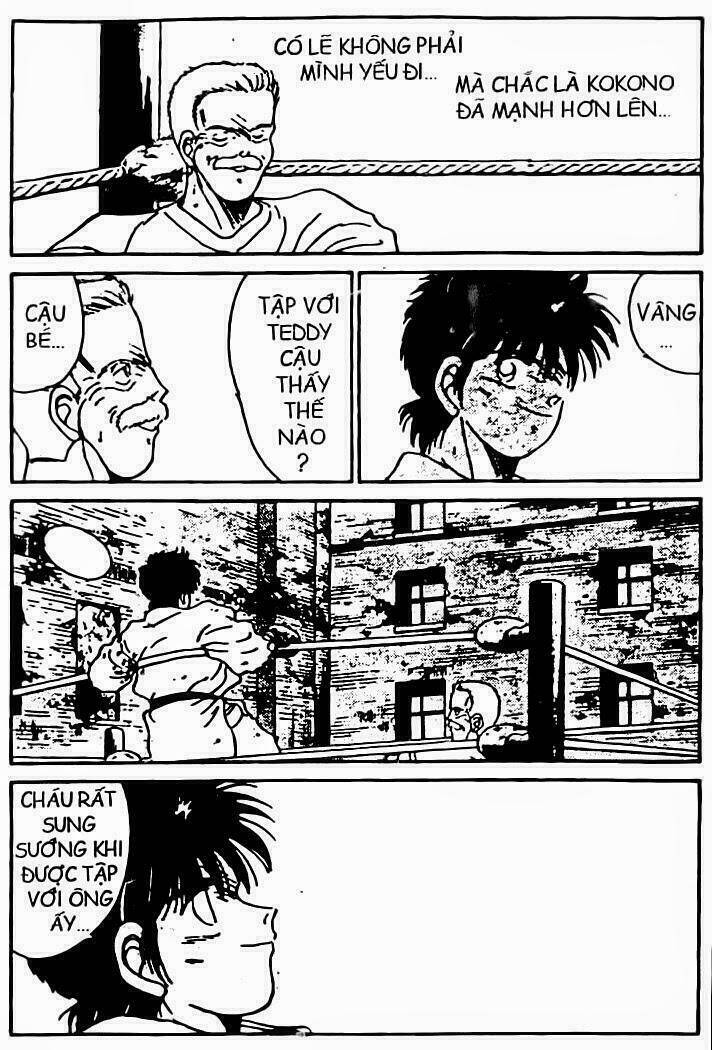 CÓ LẼ KHÔNG PHẢI
MÌNH YẾU ĐI...
MÀ CHẮC LÀ KOKONO
ĐÃ MẠNH HƠN LÊN...
CẬU
BÉ...
TẬP VỚI
TEDDY
CẬU
THẤY
THẾ
NÀO
?
VÂNG
...
CHÁU RẤT
SUNG
SƯỚNG KHI
ĐƯỢC TẬP
VỚI ÔNG
ẤY...